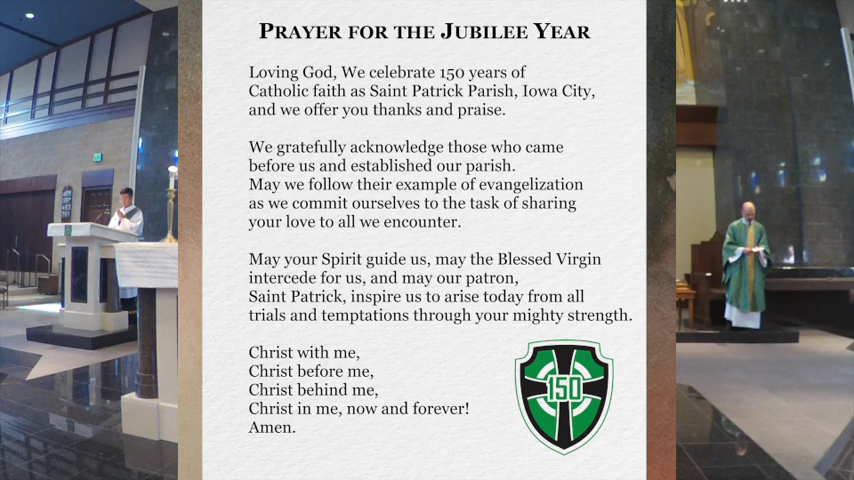 PRAYER FOR THE JUBILEE YEAR
Loving God, We celebrate 150 years of
Catholic faith as Saint Patrick Parish, Iowa City,
and we offer you thanks and praise.
We gratefully acknowledge those who came
before us and established our parish.
May we follow their example of evangelization
as we commit ourselves to the task of sharing
your love to all we encounter.
May your Spirit guide us, may the Blessed Virgin
intercede for us, and may our patron,
Saint Patrick, inspire us to arise today from all
trials and temptations through your mighty strength.
Christ with me,
Christ before me,
Christ behind me,
Christ in me, now and forever!
Amen.
150